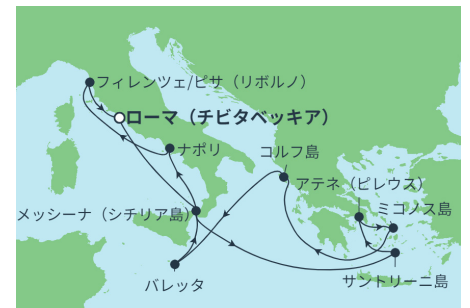 フィレンツェ/ピサ（リボルノ）
ローマ（チビタベッキア）
ナポリ
コルフ島
アテネ（ピレウス）
ミコノス島
メッシーナ（シチリア島）
バレッタ
サントリーニ島